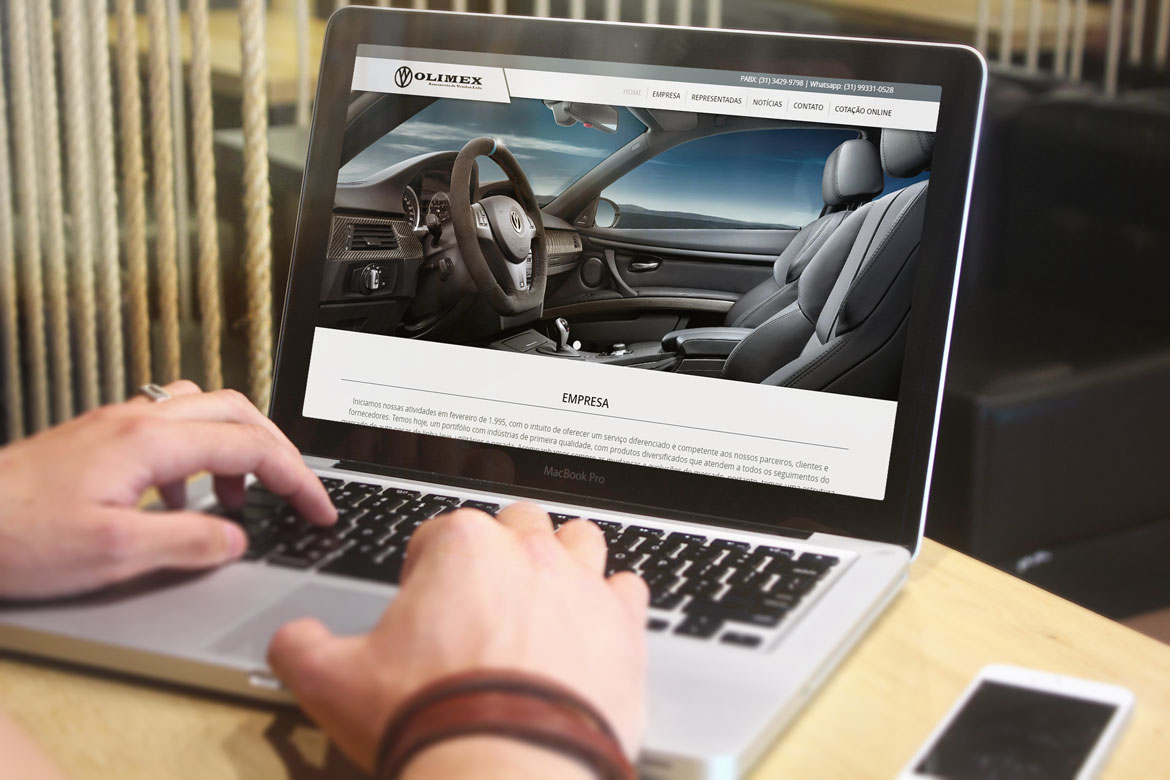 WOLIMEX
PABX: (31) 3429-9798 | Whatsapp: (31) 99331-0528
HOME
EMPRESA
REPRESENTADAS
NOTÍCIAS
CONTATO
COTAÇÃO ONLINE
EMPRESA
Iniciamos nossas atividades em fevereiro de 1.995, com o intuito de oferecer um serviço diferenciado e competente aos nossos parceiros, clientes e
fornecedores. Temos hoje, um portifólio com indústrias de primeira qualidade, com produtos diversificados que atendem a todos os seguimentos do
MacBook Pro